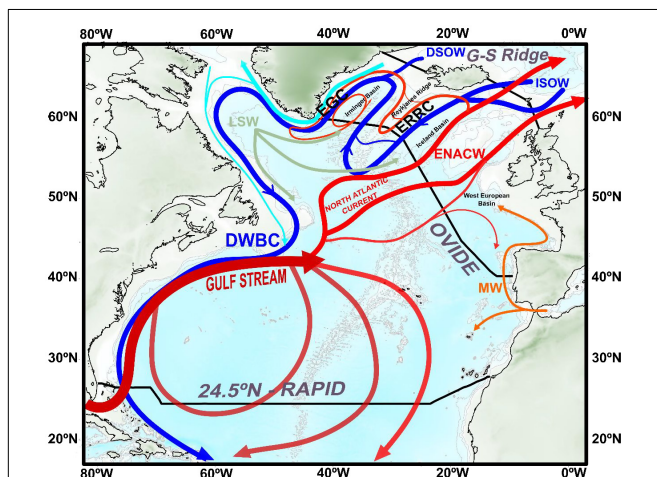 80ºW 60ºW 40ºW 20ºW 0ºW
DSOW
G-S Ridge
ISOW
EGC
Irminger Basin
Reykjanes Ridge
60ºN 60ºN
LSW
ERRC
Iceland Basin
ENACW
50ºN 50ºN
NORTH ATLANTIC
CURRENT
West European
Basin
DWBC
OVIDE
40ºN 40ºN
GULF STREAM
MW
30ºN 30ºN
24.5ºN - RAPID
20ºN 20ºN
80ºW 60ºW 40ºW 20ºW 0ºW